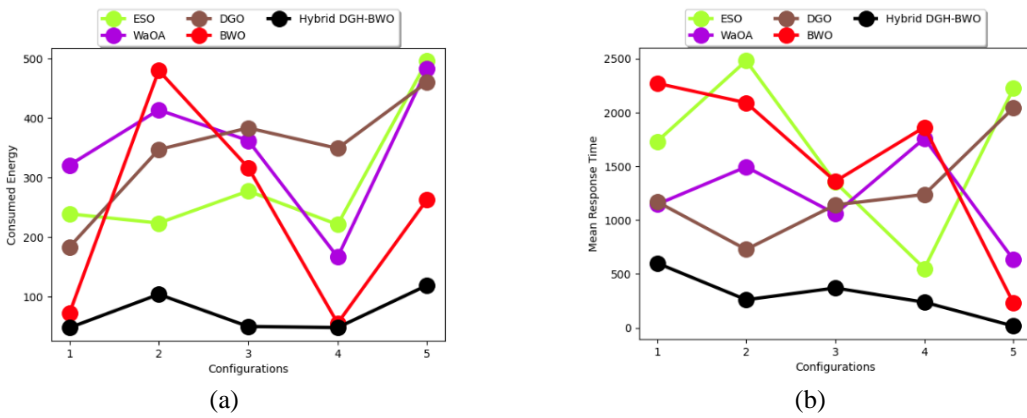 ESO DGO Hybrid DGH-BWO
WaOA BWO
500
400
300
200
100
Consumed Energy
1 2 3 4 5
Configurations
(a)
ESO DGO Hybrid DGH-BWO
WaOA BWO
2500
2000
1500
1000
500
0
Mean Response Time
1 2 3 4 5
Configurations
(b)